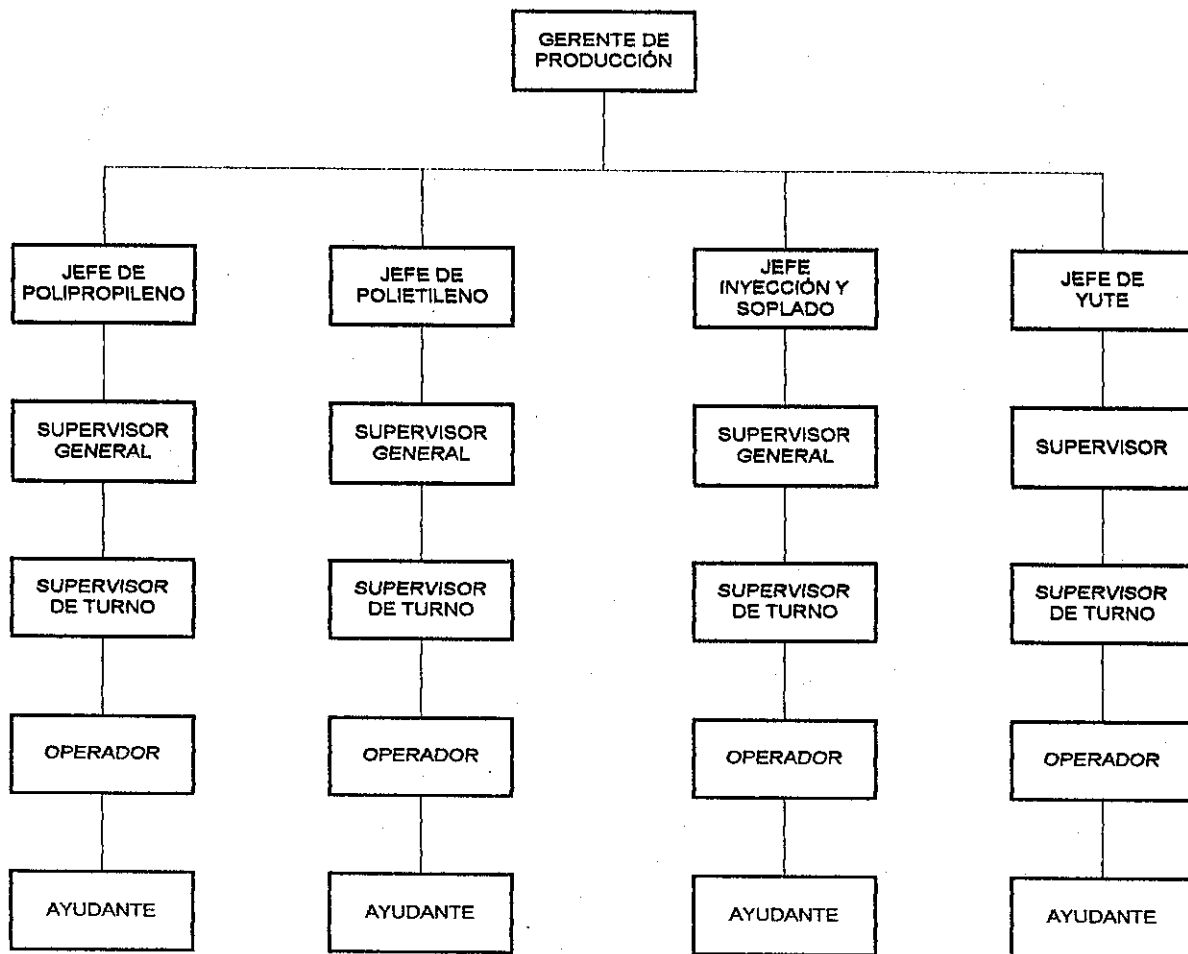 GERENTE DE
PRODUCCIÓN
JEFE DE
POLIPROPILENO
JEFE DE
POLIETILENO
JEFE
INYECCIÓN Y
SOPLADO
JEFE DE
YUTE
SUPERVISOR
GENERAL
SUPERVISOR
GENERAL
SUPERVISOR
GENERAL
SUPERVISOR
SUPERVISOR
DE TURNO
SUPERVISOR
DE TURNO
SUPERVISOR
DE TURNO
SUPERVISOR
DE TURNO
OPERADOR
OPERADOR
OPERADOR
OPERADOR
AYUDANTE
AYUDANTE
AYUDANTE
AYUDANTE